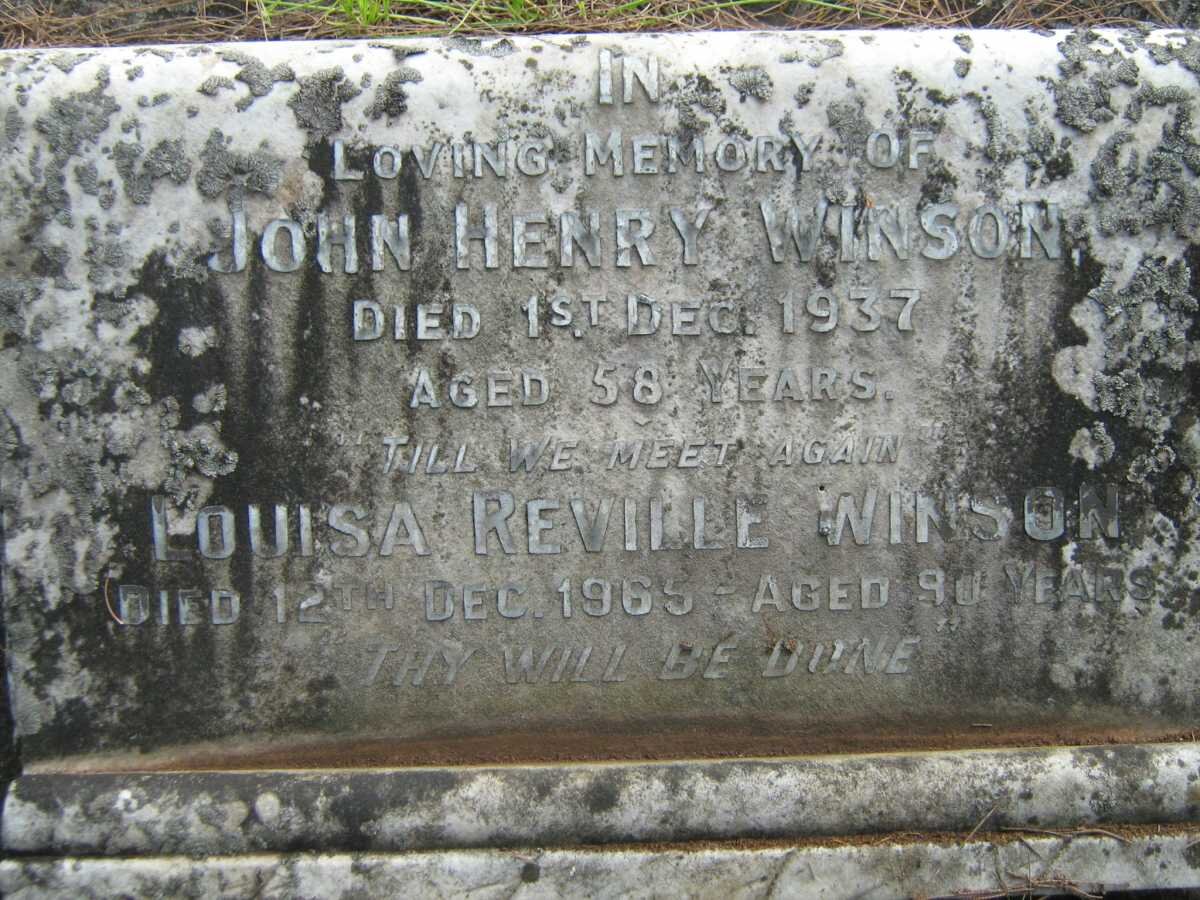 IN
LOVING MEMORY OF
JOHN HENRY WINSON,
DIED 1ST. DEC. 1937
AGED 58 YEARS.
"TILL WE MEET AGAIN"
LOUISA REVILLE WINSON
DIED 12TH DEC. 1965 - AGED 90 YEARS
"THY WILL BE DONE"